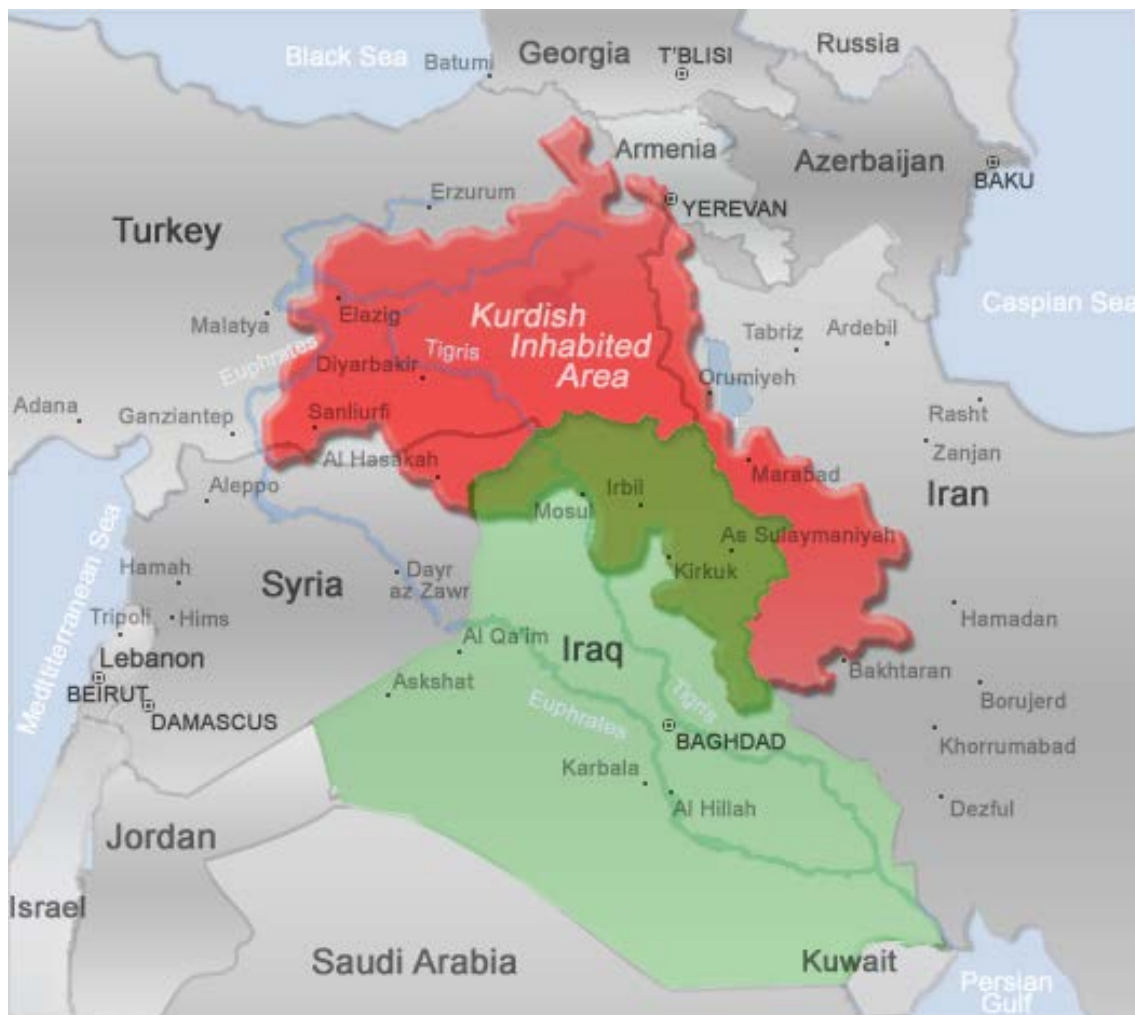 Black Sea
Batumi
Georgia
T'BLISI
Russia
Armenia
Azerbaijan
BAKU
Erzurum
YEREVAN
Turkey
Caspian Sea
Malatya
Elazig
Kurdish
Inhabited
Area
Tabriz
Ardebil
Euphrates
Diyarbakir
Tigris
Orumiyeh
Adana
Ganziantep
Sanliurfi
Rasht
Zanjan
Al Hasakah
Marabad
Aleppo
Mosul
Irbil
Iran
As Sulaymaniyah
Kirkuk
Medititerranean Sea
Hamah
Syria
Dayr
az Zawr
Tripoli
Hims
Hamadan
Lebanon
Al Qa'im
Iraq
Bakhtaran
BEIRUT
DAMASCUS
Askshat
Euphrates
Tigris
BAGHDAD
Borujerd
Khorrumabad
Karbala
Al Hillah
Dezful
Jordan
Israel
Saudi Arabia
Kuwait
Persian
Gulf